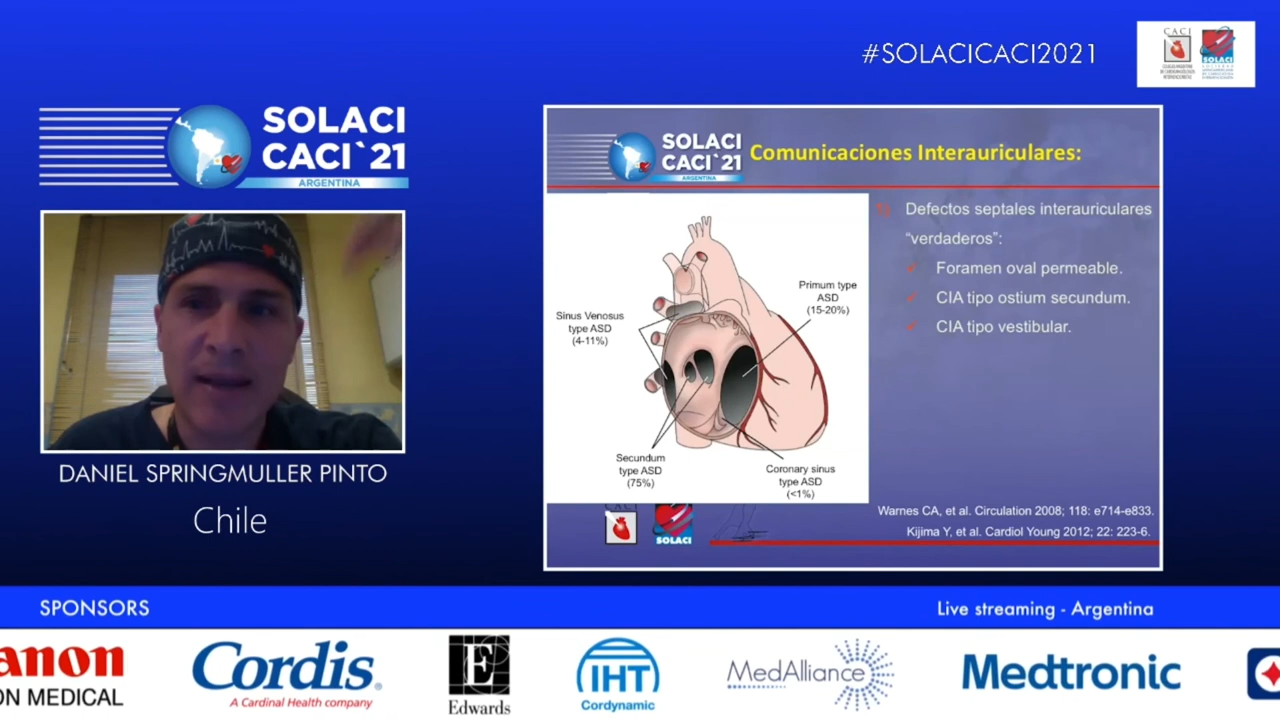 #SOLACICACI2021
CACI
SOLACI
SOLACI
CACI`21
ARGENTINA
DANIEL SPRINGMULLER PINTO
Chile
SOLACI
CACI`21
ARGENTINA
Comunicaciones Interauriculares:
Sinus Venosus
type ASD
(4-11%)
Primum type
ASD
(15-20%)
Secundum
type ASD
(75%)
Coronary sinus
type ASD
(<1%)
1) Defectos septales interauriculares
“verdaderos”:
✓ Foramen oval permeable.
✓ CIA tipo ostium secundum.
✓ CIA tipo vestibular.
Warnes CA, et al. Circulation 2008; 118: e714-e833.
Kijima Y, et al. Cardiol Young 2012; 22: 223-6.
SOLACI
SPONSORS
Live streaming - Argentina
anon
ON MEDICAL
Cordis®
A Cardinal Health company
E
Edwards
IHT
Cordynamic
MedAlliance
Medtronic